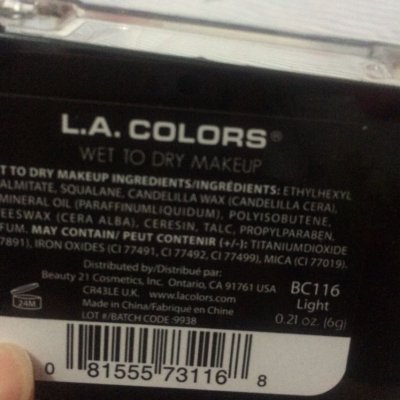 L.A. COLORS®
WET TO DRY MAKEUP
T TO DRY MAKEUP INGREDIENTS/INGRÉDIENTS: ETHYLHEXYL
ALMITATE, SQUALANE, CANDELILLA WAX (CANDELILLA CERA),
MINERAL OIL (PARAFFINUMLIQUIDUM), POLYISOBUTENE,
EESWAX (CERA ALBA), CERESIN, TALC, PROPYLPARABEN,
FUM. MAY CONTAIN/ PEUT CONTENIR (+/-): TITANIUMDIOXIDE
7891), IRON OXIDES (CI 77491, CI 77492, CI 77499), MICA (CI 77019).
Distributed by/Distribué par:
Beauty 21 Cosmetics, Inc. Ontario, CA 91761 USA
CR43LE U.K. www.lacolors.com
Made in China/Fabriqué en Chine
LOT #/BATCH CODE :9938
BC116
Light
0.21 oz. (6g)
24M
0 81555 73116 8